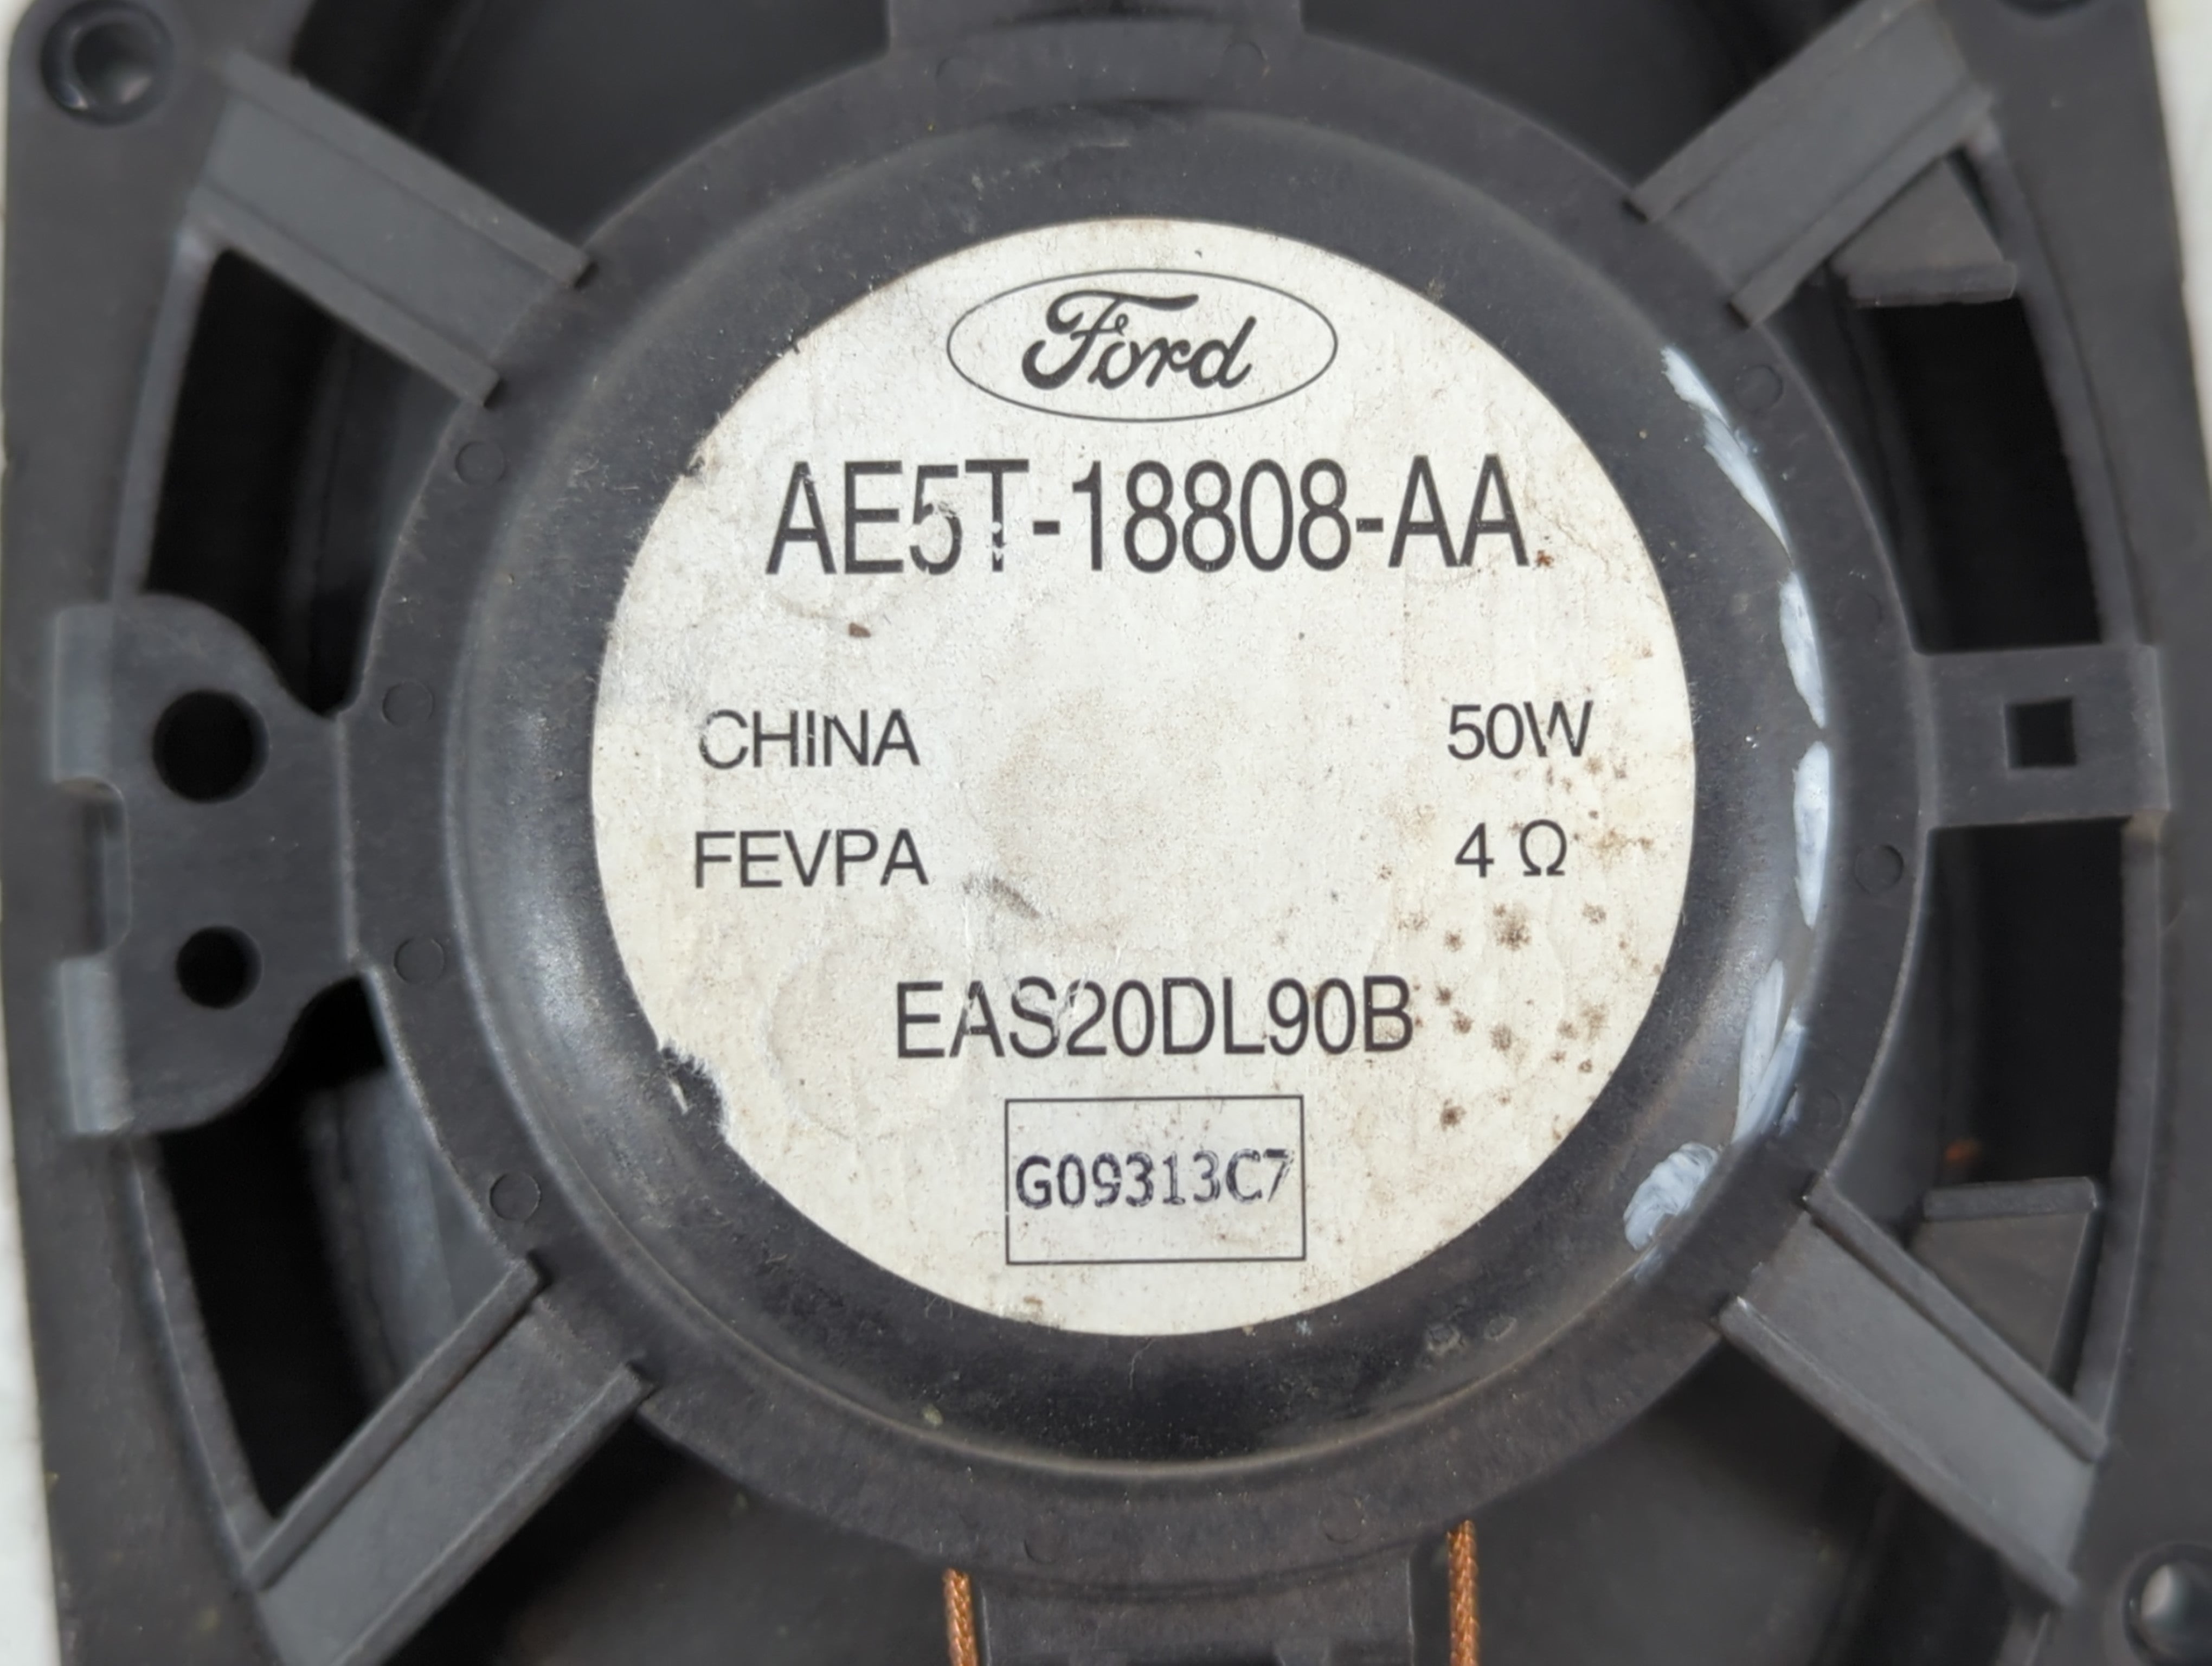 Ford
AE5T-18808-AA
CHINA 50W
FEVPA 4 Ω
EAS20DL90B
G09313C7